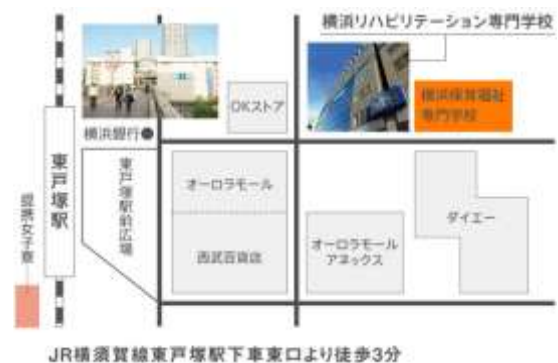 横浜リハビリテーション専門学校
OKストア
横浜保育福祉
専門学校
横浜銀行
東戸塚駅
東戸塚駅前広場
オーロラモール
西武百貨店
オーロラモール
アネックス
ダイエー
提携女子寮
JR横須賀線東戸塚駅下車東口より徒歩3分